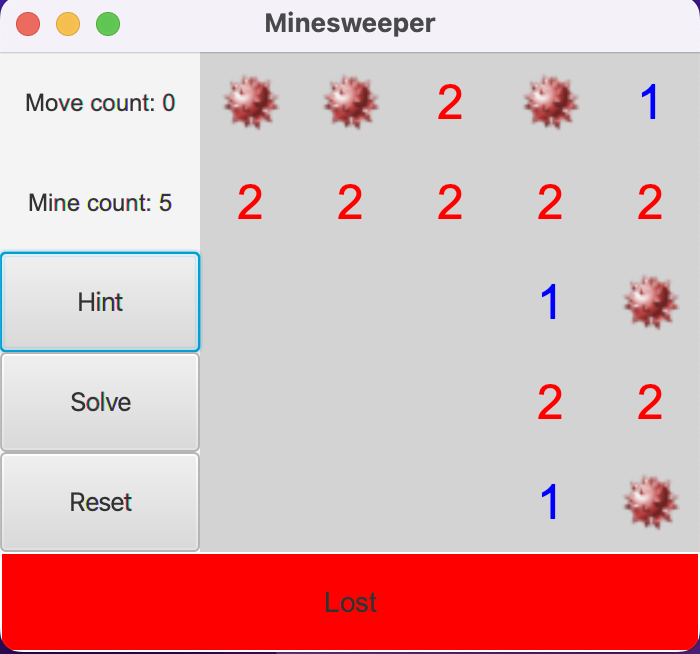 Minesweeper
Move count: 0
2 1
Mine count: 5
2 2 2 2 2
Hint
1
Solve
2 2
Reset
1
Lost